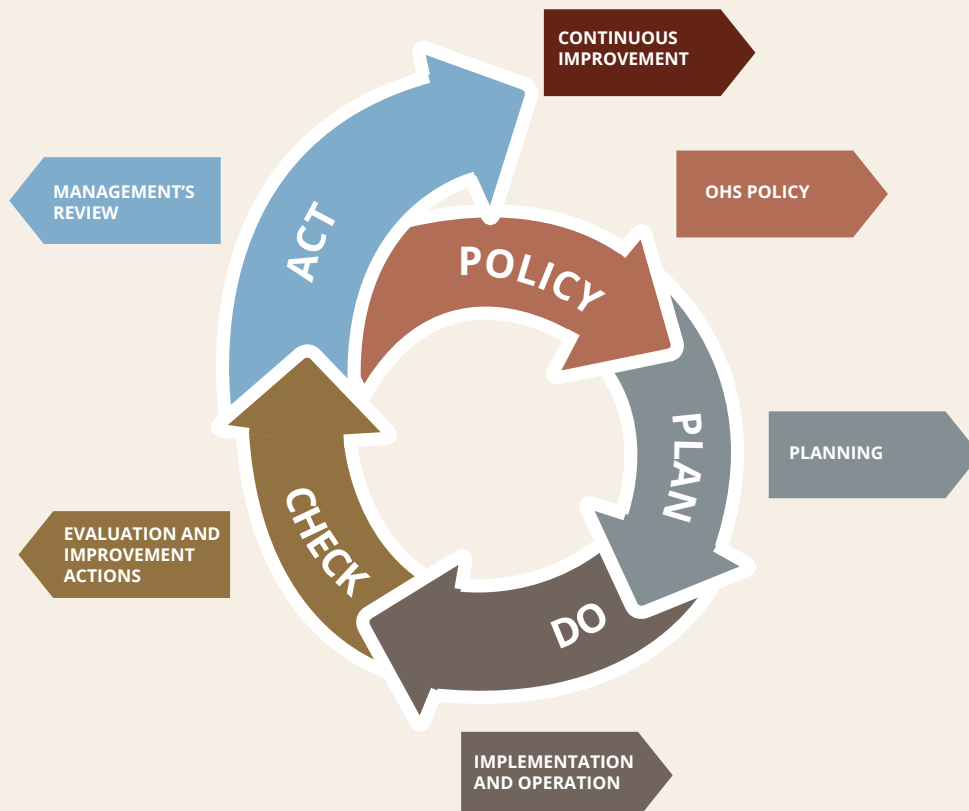 CONTINUOUS
IMPROVEMENT
MANAGEMENT’S
REVIEW
OHS POLICY
ACT
POLICY
PLAN
PLANNING
CHECK
EVALUATION AND
IMPROVEMENT
ACTIONS
DO
IMPLEMENTATION
AND OPERATION